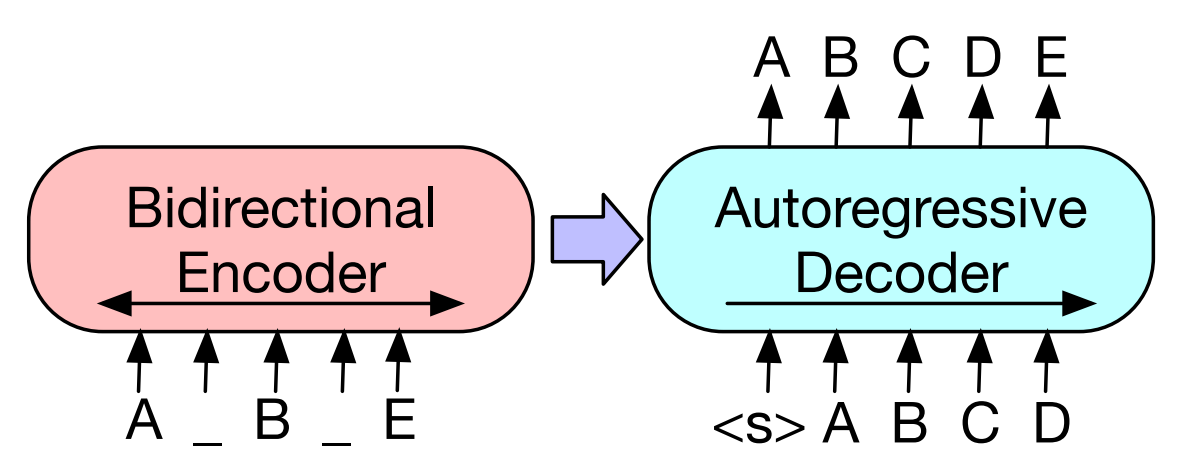 A B C D E
Bidirectional
Encoder
Autoregressive
Decoder
A _ B _ E
<s> A B C D